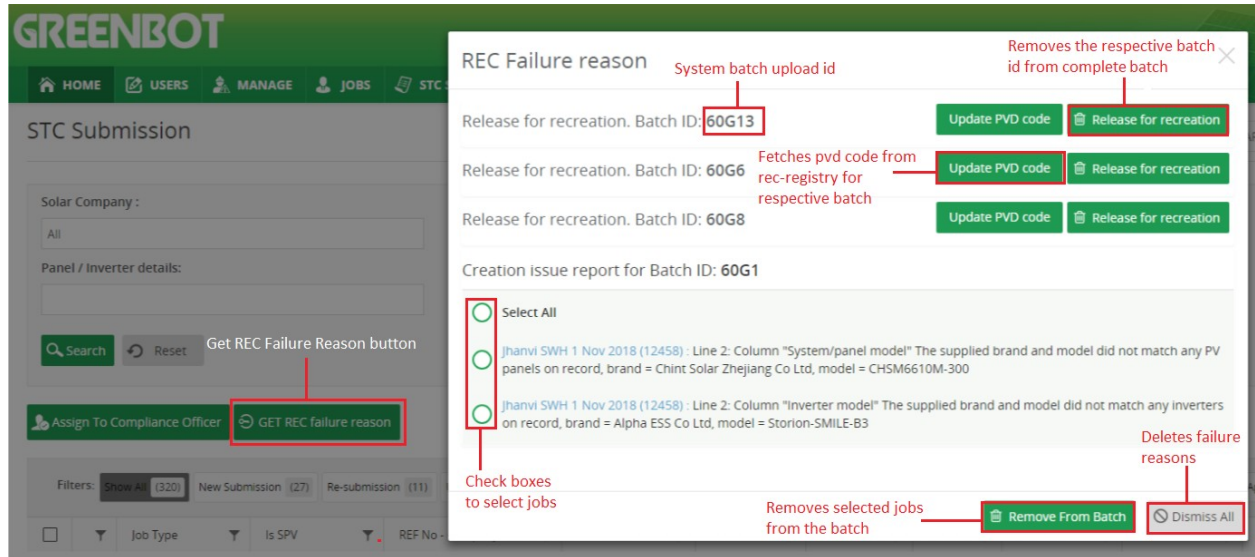 GREENBOT
HOME
USERS
MANAGE
JOBS
STC S
STC Submission
Solar Company :
All
Panel / Inverter details:
Search
Reset
Get REC Failure Reason button
Assign To Compliance Officer
GET REC failure reason
Filters:
Show All (320)
New Submission (27)
Re-submission (11)
Job Type
Is SPV
REF No -
REC Failure reason
System batch upload id
Removes the respective batch
id from complete batch
Release for recreation. Batch ID: 60G13
Update PVD code
Release for recreation
Release for recreation. Batch ID: 60G6
Fetches pvd code from
rec-registry for
respective batch
Update PVD code
Release for recreation
Release for recreation. Batch ID: 60G8
Update PVD code
Release for recreation
Creation issue report for Batch ID: 60G1
Select All
Jhanvi SWH 1 Nov 2018 (12458) : Line 2: Column "System/panel model" The supplied brand and model did not match any PV
panels on record, brand = Chint Solar Zhejiang Co Ltd, model = CHSM6610M-300
Jhanvi SWH 1 Nov 2018 (12458) : Line 2: Column "Inverter model" The supplied brand and model did not match any inverters
on record, brand = Alpha ESS Co Ltd, model = Storion-SMILE-B3
Check boxes
to select jobs
Removes selected jobs
from the batch
Deletes failure
reasons
Remove From Batch
Dismiss All